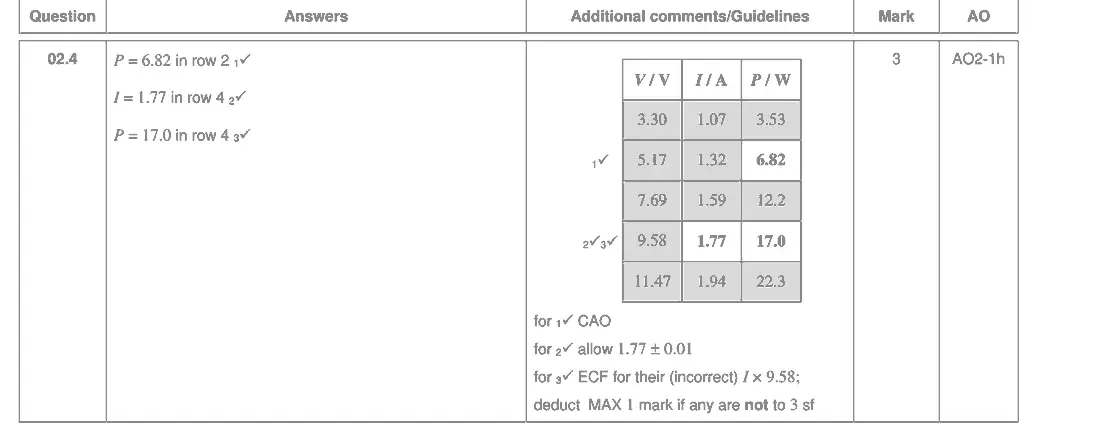 Question Answers Additional comments/Guidelines Mark AO
02.4 P = 6.82 in row 2 ₁✓ 3 AO2-1h
I = 1.77 in row 4 ₂✓
P = 17.0 in row 4 ₃✓
V / V I / A P / W
3.30 1.07 3.53
₁✓ 5.17 1.32 6.82
7.69 1.59 12.2
₂✓₃✓ 9.58 1.77 17.0
11.47 1.94 22.3
for ₁✓ CAO
for ₂✓ allow 1.77 ± 0.01
for ₃✓ ECF for their (incorrect) I × 9.58;
deduct MAX 1 mark if any are not to 3 sf